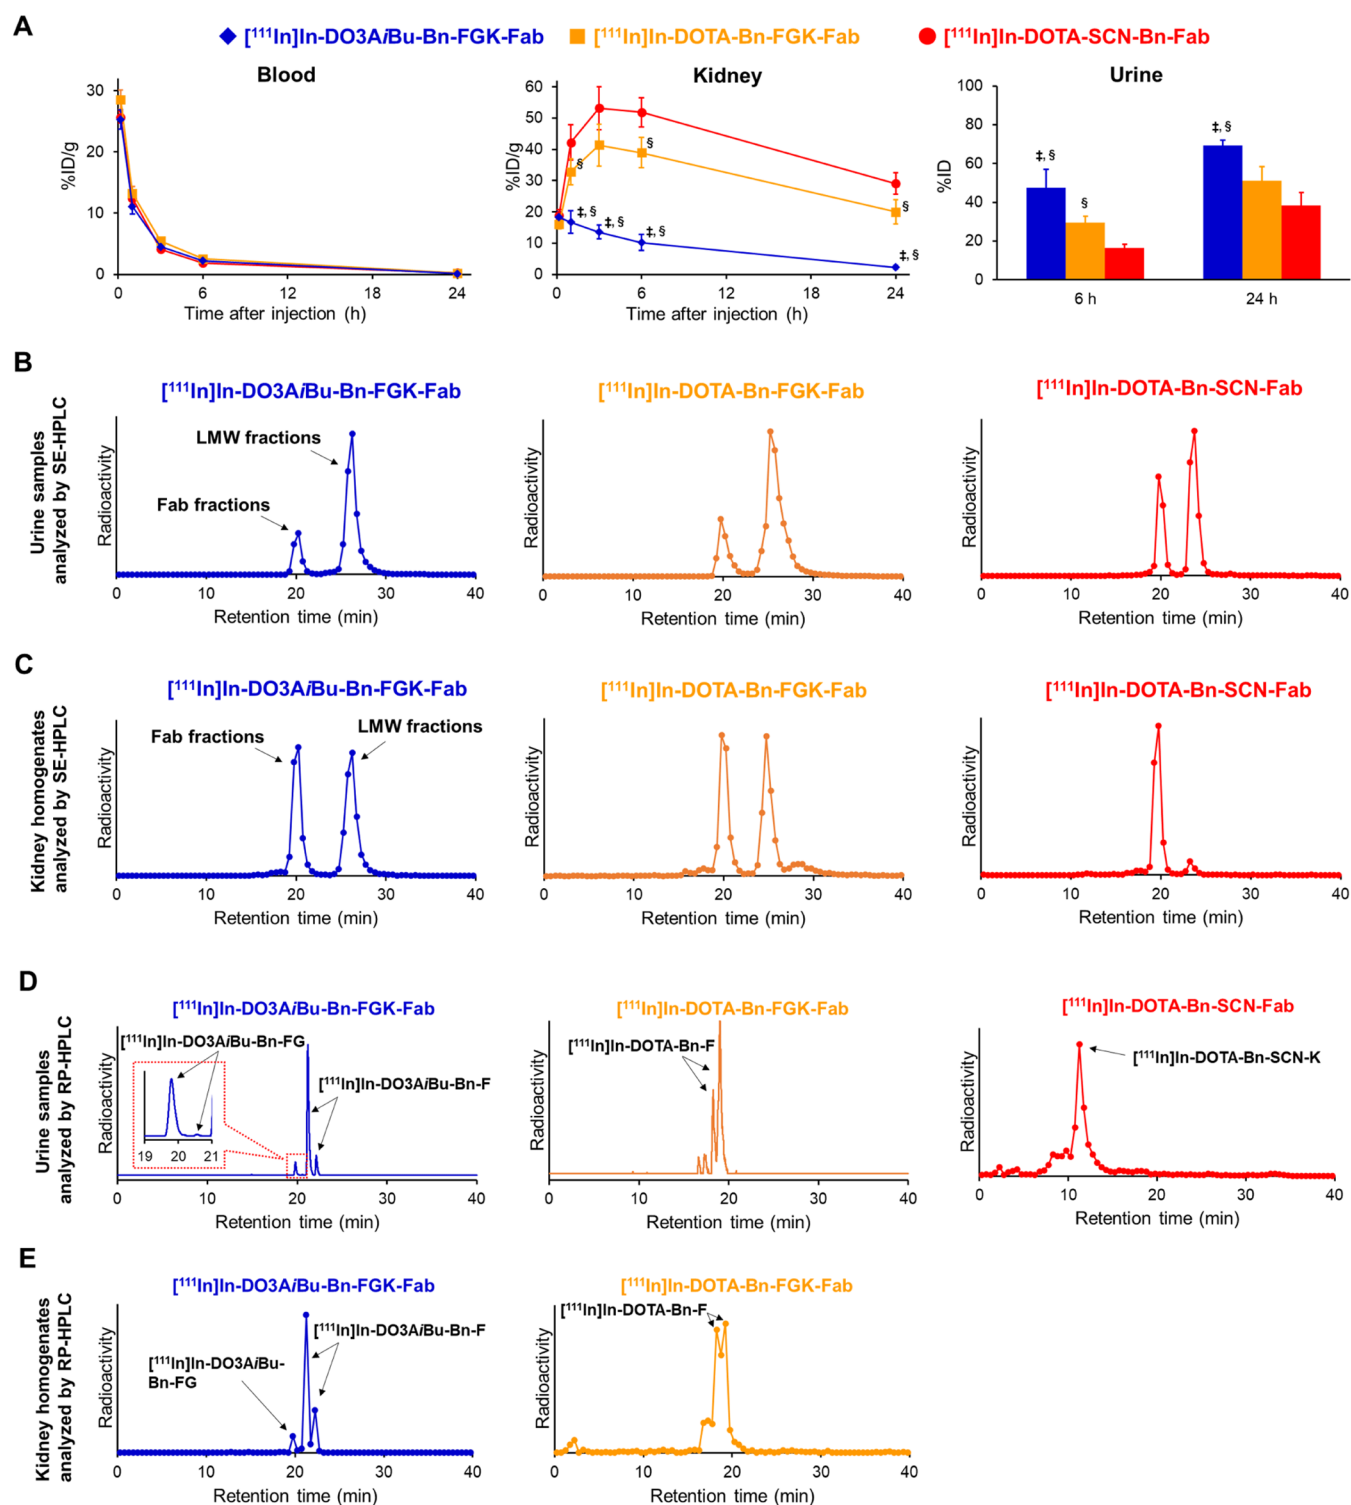 A
[¹¹¹In]In-DO3AiBu-Bn-FGK-Fab [¹¹¹In]In-DOTA-Bn-FGK-Fab [¹¹¹In]In-DOTA-SCN-Bn-Fab
Blood
%ID/g
30
20
10
0
0 6 12 18 24
Time after injection (h)
Kidney
%ID/g
60
50
40
30
20
10
0
§
§
§
‡, §
‡, §
‡, §
‡, §
0 6 12 18 24
Time after injection (h)
Urine
%ID
100
80
60
40
20
0
‡, §
§
‡, §
6 h 24 h
B
Urine samples
analyzed by SE-HPLC
[¹¹¹In]In-DO3AiBu-Bn-FGK-Fab
Radioactivity
LMW fractions
Fab fractions
0 10 20 30 40
Retention time (min)
[¹¹¹In]In-DOTA-Bn-FGK-Fab
Radioactivity
0 10 20 30 40
Retention time (min)
[¹¹¹In]In-DOTA-Bn-SCN-Fab
Radioactivity
0 10 20 30 40
Retention time (min)
C
Kidney homogenates
analyzed by SE-HPLC
[¹¹¹In]In-DO3AiBu-Bn-FGK-Fab
Radioactivity
Fab fractions
LMW fractions
0 10 20 30 40
Retention time (min)
[¹¹¹In]In-DOTA-Bn-FGK-Fab
Radioactivity
0 10 20 30 40
Retention time (min)
[¹¹¹In]In-DOTA-Bn-SCN-Fab
Radioactivity
0 10 20 30 40
Retention time (min)
D
Urine samples
analyzed by RP-HPLC
[¹¹¹In]In-DO3AiBu-Bn-FGK-Fab
Radioactivity
[¹¹¹In]In-DO3AiBu-Bn-FG
[¹¹¹In]In-DO3AiBu-Bn-F
19 20 21
0 10 20 30 40
Retention time (min)
[¹¹¹In]In-DOTA-Bn-FGK-Fab
Radioactivity
[¹¹¹In]In-DOTA-Bn-F
0 10 20 30 40
Retention time (min)
[¹¹¹In]In-DOTA-Bn-SCN-Fab
Radioactivity
[¹¹¹In]In-DOTA-Bn-SCN-K
0 10 20 30 40
Retention time (min)
E
Kidney homogenates
analyzed by RP-HPLC
[¹¹¹In]In-DO3AiBu-Bn-FGK-Fab
Radioactivity
[¹¹¹In]In-DO3AiBu-Bn-F
[¹¹¹In]In-DO3AiBu-
Bn-FG
0 10 20 30 40
Retention time (min)
[¹¹¹In]In-DOTA-Bn-FGK-Fab
Radioactivity
[¹¹¹In]In-DOTA-Bn-F
0 10 20 30 40
Retention time (min)